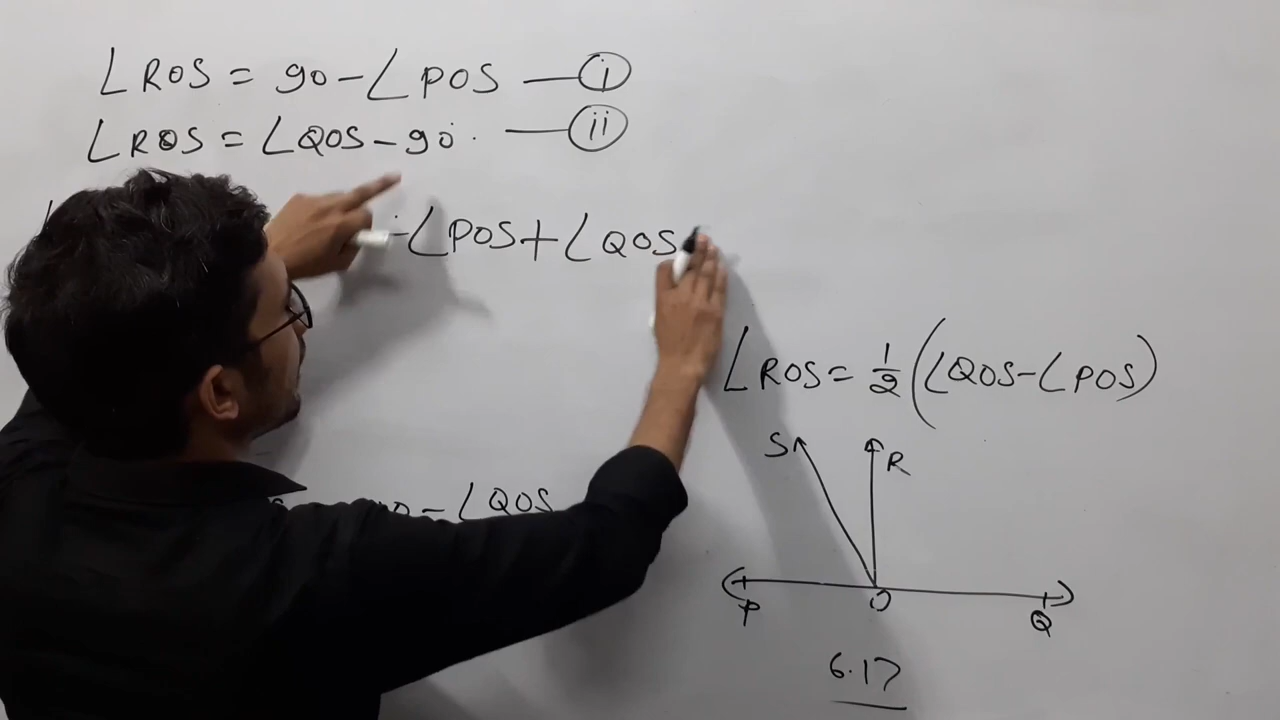 ∠ROS = 90 - ∠POS — (i)
∠ROS = ∠QOS - 90° · — (ii)
-∠POS + ∠QOS
∠ROS = 1/2 (∠QOS - ∠POS)
S
R
- ∠QOS
P
O
Q
6.17